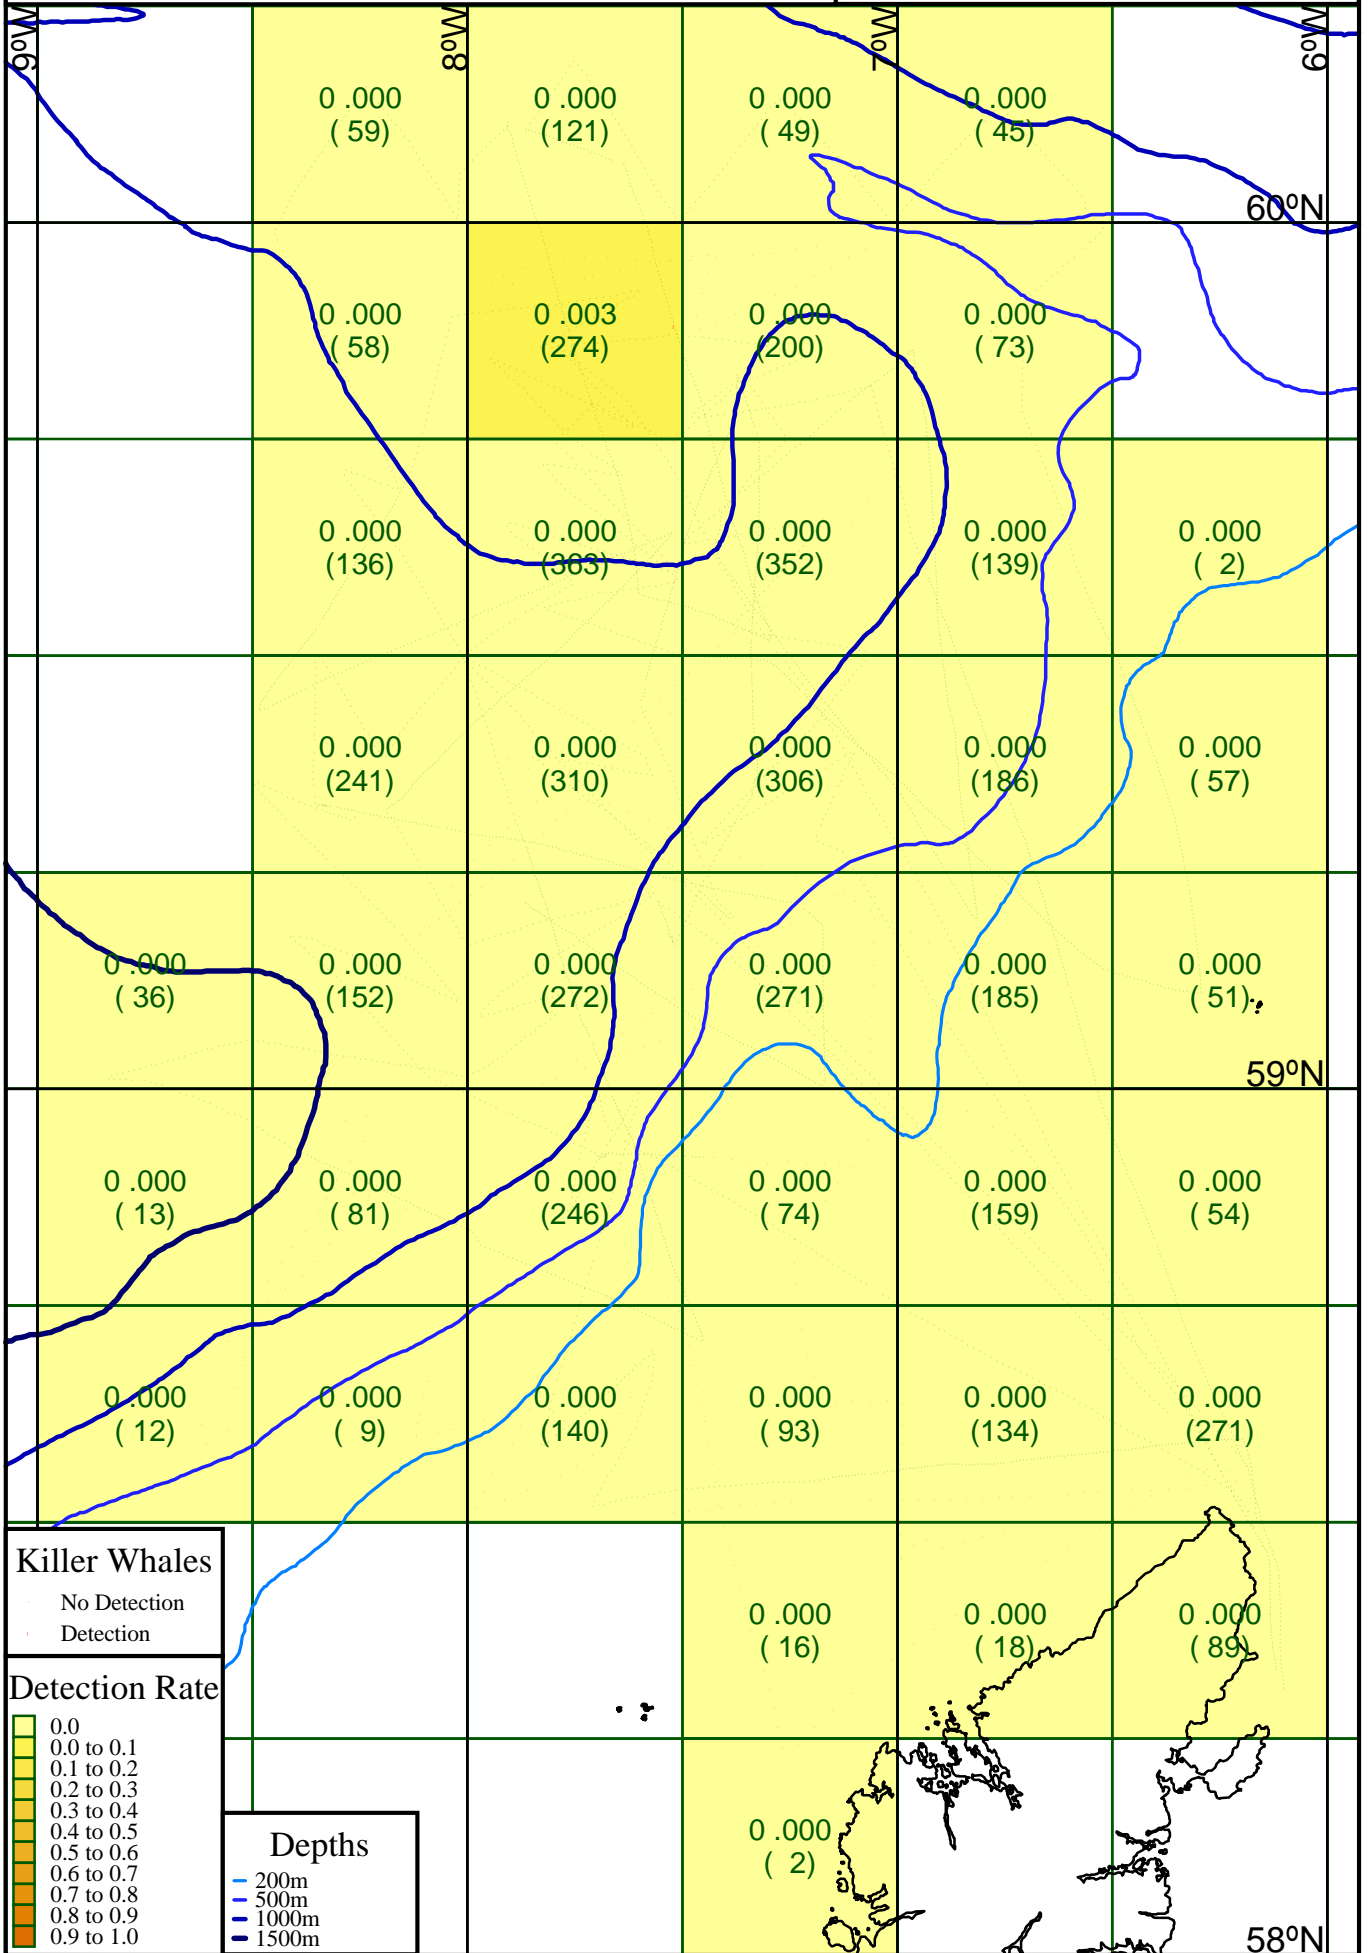 9ºW 8ºW 7ºW 6ºW
0 .000 0 .000 0 .000 0 .000
( 59) (121) ( 49) ( 45)
60ºN
0 .000 0 .003 0 .000 0 .000
( 58) (274) (200) ( 73)
0 .000 0 .000 0 .000 0 .000 0 .000
(136) (363) (352) (139) ( 2)
0 .000 0 .000 0 .000 0 .000 0 .000
(241) (310) (306) (186) ( 57)
0 .000 0 .000 0 .000 0 .000 0 .000 0 .000
( 36) (152) (272) (271) (185) ( 51)
59ºN
0 .000 0 .000 0 .000 0 .000 0 .000 0 .000
( 13) ( 81) (246) ( 74) (159) ( 54)
0 .000 0 .000 0 .000 0 .000 0 .000 0 .000
( 12) ( 9) (140) ( 93) (134) (271)
0 .000 0 .000 0 .000
( 16) ( 18) ( 89)
0 .000
( 2)
58ºN
Killer Whales
No Detection
Detection
Detection Rate
0.0
0.0 to 0.1
0.1 to 0.2
0.2 to 0.3
0.3 to 0.4
0.4 to 0.5
0.5 to 0.6
0.6 to 0.7
0.7 to 0.8
0.8 to 0.9
0.9 to 1.0
Depths
200m
500m
1000m
1500m